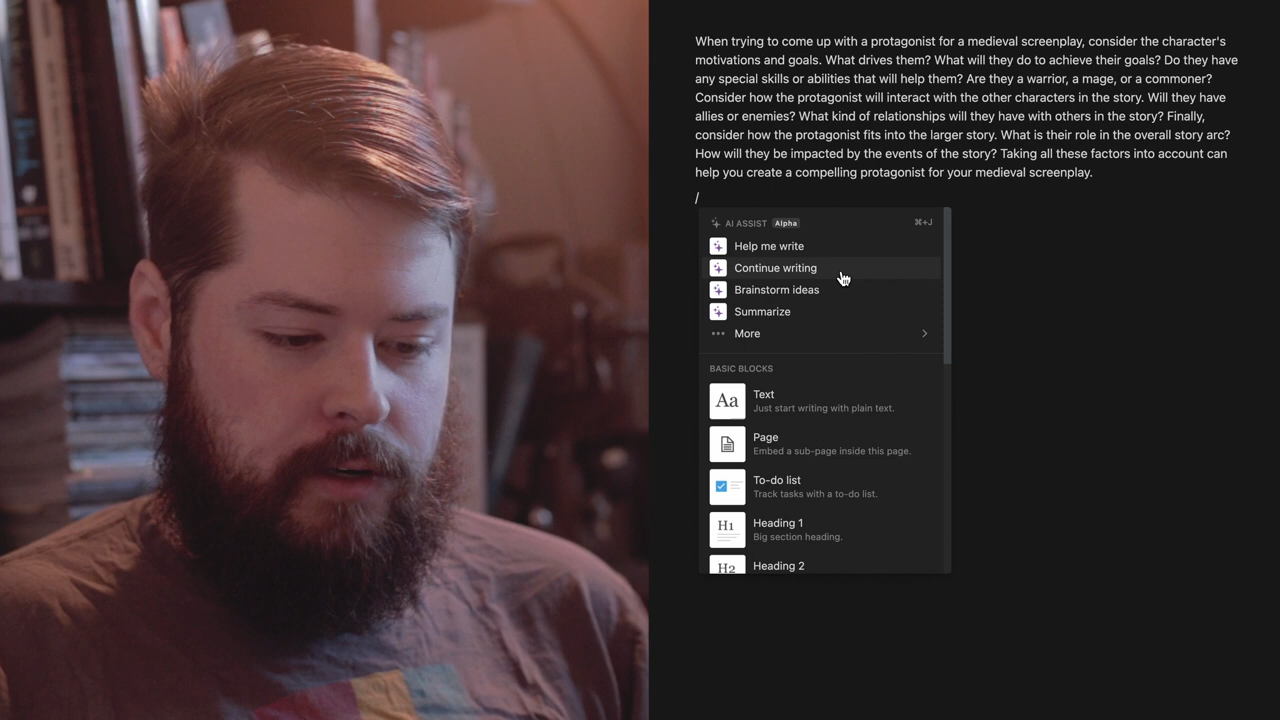 When trying to come up with a protagonist for a medieval screenplay, consider the character's
motivations and goals. What drives them? What will they do to achieve their goals? Do they have
any special skills or abilities that will help them? Are they a warrior, a mage, or a commoner?
Consider how the protagonist will interact with the other characters in the story. Will they have
allies or enemies? What kind of relationships will they have with others in the story? Finally,
consider how the protagonist fits into the larger story. What is their role in the overall story arc?
How will they be impacted by the events of the story? Taking all these factors into account can
help you create a compelling protagonist for your medieval screenplay.
/
AI ASSIST Alpha ⌘+J
Help me write
Continue writing
Brainstorm ideas
Summarize
More
BASIC BLOCKS
Aa Text
Just start writing with plain text.
Page
Embed a sub-page inside this page.
To-do list
Track tasks with a to-do list.
H1 Heading 1
Big section heading.
H2 Heading 2